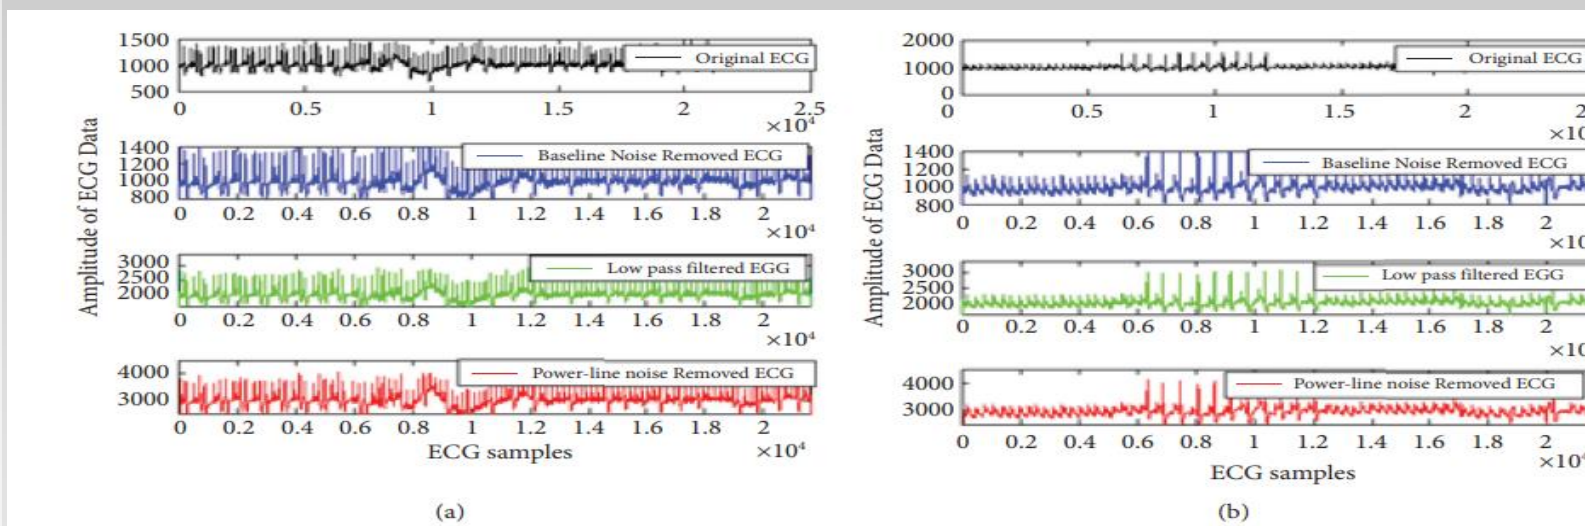 1500
1000
500
Original ECG
0 0.5 1 1.5 2 2.5
×10⁴
1400
1200
1000
800
Baseline Noise Removed ECG
0 0.2 0.4 0.6 0.8 1 1.2 1.4 1.6 1.8 2
×10⁴
3000
2500
2000
Low pass filtered EGG
0 0.2 0.4 0.6 0.8 1 1.2 1.4 1.6 1.8 2
×10⁴
4000
3000
Power-line noise Removed ECG
0 0.2 0.4 0.6 0.8 1 1.2 1.4 1.6 1.8 2
×10⁴
Amplitude of ECG Data
ECG samples
(a)
2000
1000
0
Original ECG
0 0.5 1 1.5 2
1400
1200
1000
800
Baseline Noise Removed ECG
0 0.2 0.4 0.6 0.8 1 1.2 1.4 1.6 1.8 2
3000
2500
2000
Low pass filtered EGG
0 0.2 0.4 0.6 0.8 1 1.2 1.4 1.6 1.8 2
4000
3000
Power-line noise Removed ECG
0 0.2 0.4 0.6 0.8 1 1.2 1.4 1.6 1.8 2
×10⁴
Amplitude of ECG Data
ECG samples
(b)